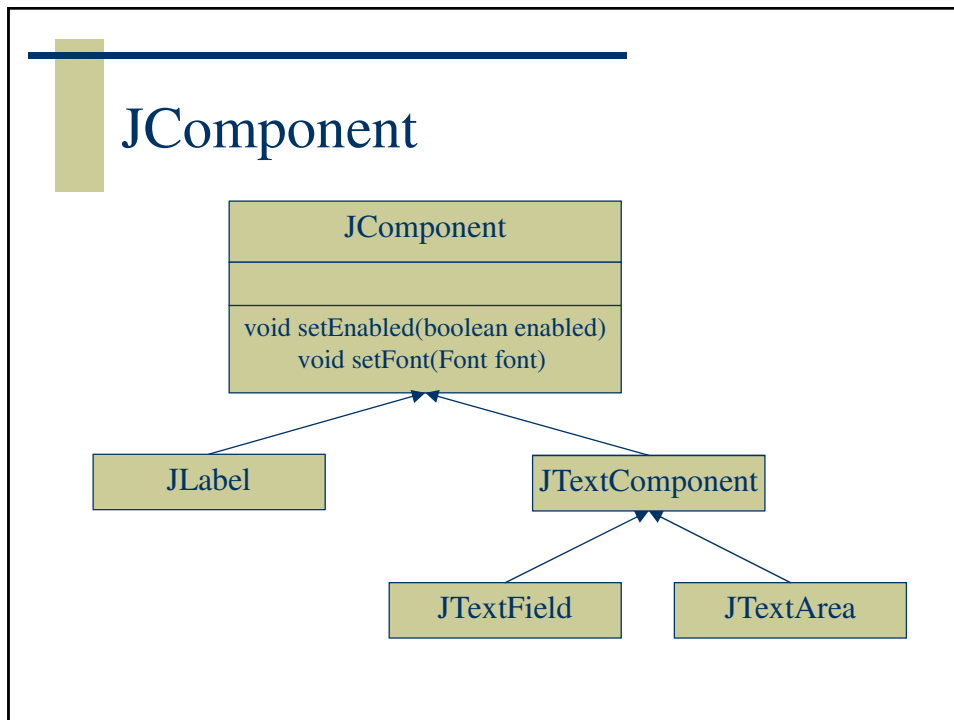 JComponent
JComponent
void setEnabled(boolean enabled)
void setFont(Font font)
JLabel
JTextComponent
JTextField
JTextArea